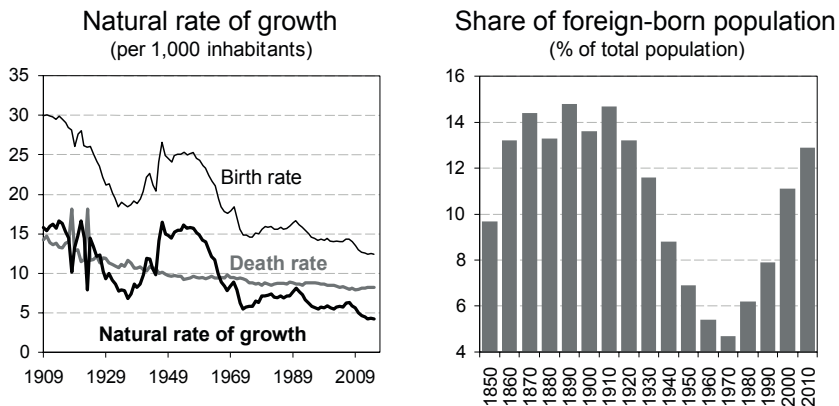 Natural rate of growth
(per 1,000 inhabitants)
35
30
25
20
15
10
5
0
Birth rate
Death rate
Natural rate of growth
1909 1929 1949 1969 1989 2009
Share of foreign-born population
(% of total population)
16
14
12
10
8
6
4
1850 1860 1870 1880 1890 1900 1910 1920 1930 1940 1950 1960 1970 1980 1990 2000 2010